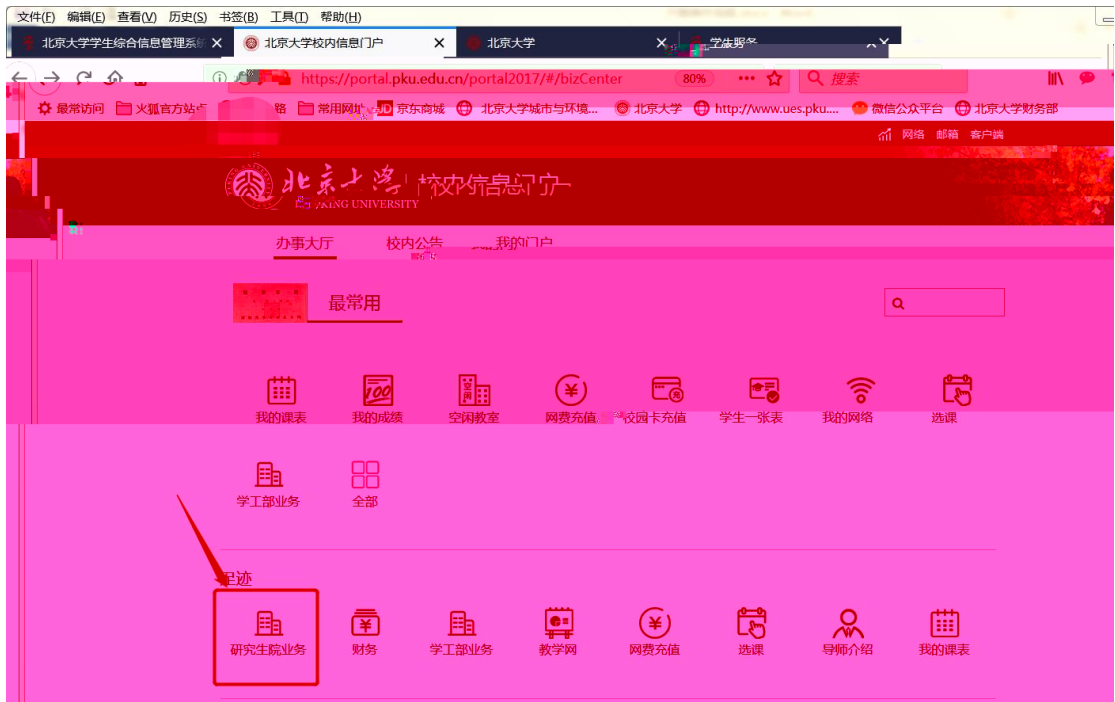 文件(F) 编辑(E) 查看(V) 历史(S) 书签(B) 工具(T) 帮助(H)
北京大学学生综合信息管理系统 北京大学校内信息门户 北京大学
https://portal.pku.edu.cn/portal2017/#/bizCenter 80% 搜索
最常访问 火狐官方站点 常用网址 京东商城 北京大学城市与环境... 北京大学 http://www.ues.pku.... 微信公众平台 北京大学财务部
网络 邮箱 客户端
北京大学 校内信息门户
PEKING UNIVERSITY
办事大厅 校内公告 我的门户
最常用
我的课表 我的成绩 空闲教室 网费充值 校园卡充值 学生一张表 我的网络 选课
学工部业务 全部
足迹
研究生院业务 财务 学工部业务 教学网 网费充值 选课 导师介绍 我的课表